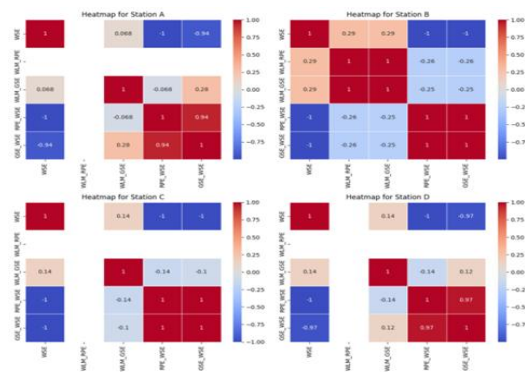 Heatmap for Station A
WSE
WLM_RPE
WLM_GSE
RPE_WSE
GSE_WSE
1 0.068 -1 -0.94
0.068 1 -0.068 0.28
-1 -0.068 1 0.94
-0.94 0.28 0.94 1
WSE WLM_RPE WLM_GSE RPE_WSE GSE_WSE
1.00
0.75
0.50
0.25
0.00
-0.25
-0.50
-0.75
Heatmap for Station B
WSE
WLM_RPE
WLM_GSE
RPE_WSE
GSE_WSE
1 0.29 0.29 -1 -1
0.29 1 1 -0.26 -0.26
0.29 1 1 -0.25 -0.25
-1 -0.26 -0.25 1 1
-1 -0.26 -0.25 1 1
WSE WLM_RPE WLM_GSE RPE_WSE GSE_WSE
1.00
0.75
0.50
0.25
0.00
-0.25
-0.50
-0.75
Heatmap for Station C
WSE
WLM_RPE
WLM_GSE
RPE_WSE
GSE_WSE
1 0.14 -1 -1
0.14 1 -0.14 -0.1
-1 -0.14 1 1
-1 -0.1 1 1
WSE WLM_RPE WLM_GSE RPE_WSE GSE_WSE
1.00
0.75
0.50
0.25
0.00
-0.25
-0.50
-0.75
-1.00
Heatmap for Station D
WSE
WLM_RPE
WLM_GSE
RPE_WSE
GSE_WSE
1 0.14 -1 -0.97
0.14 1 -0.14 0.12
-1 -0.14 1 0.97
-0.97 0.12 0.97 1
WSE WLM_RPE WLM_GSE RPE_WSE GSE_WSE
1.00
0.75
0.50
0.25
0.00
-0.25
-0.50
-0.75